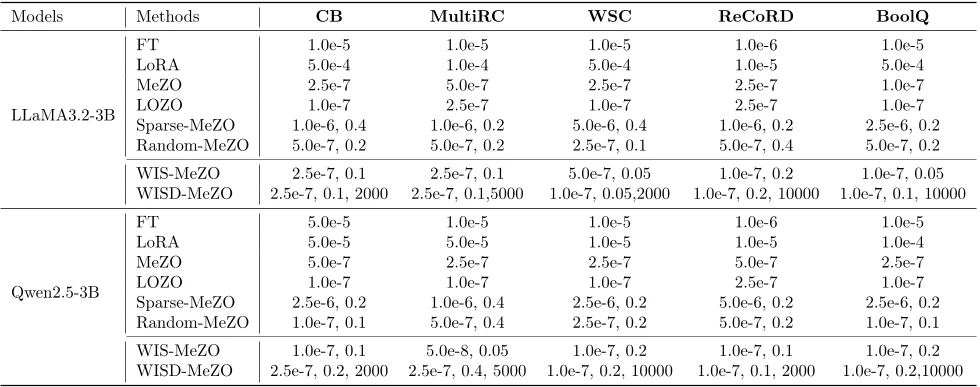 Models Methods CB MultiRC WSC ReCoRD BoolQ
FT 1.0e-5 1.0e-5 1.0e-5 1.0e-6 1.0e-5
LoRA 5.0e-4 1.0e-4 5.0e-4 1.0e-5 5.0e-4
MeZO 2.5e-7 5.0e-7 2.5e-7 2.5e-7 1.0e-7
LOZO 1.0e-7 2.5e-7 1.0e-7 2.5e-7 1.0e-7
LLaMA3.2-3B
Sparse-MeZO 1.0e-6, 0.4 1.0e-6, 0.2 5.0e-6, 0.4 1.0e-6, 0.2 2.5e-6, 0.2
Random-MeZO 5.0e-7, 0.2 5.0e-7, 0.2 2.5e-7, 0.1 5.0e-7, 0.4 5.0e-7, 0.2
WIS-MeZO 2.5e-7, 0.1 2.5e-7, 0.1 5.0e-7, 0.05 1.0e-7, 0.2 1.0e-7, 0.05
WISD-MeZO 2.5e-7, 0.1, 2000 2.5e-7, 0.1,5000 1.0e-7, 0.05,2000 1.0e-7, 0.2, 10000 1.0e-7, 0.1, 10000
FT 5.0e-5 1.0e-5 1.0e-5 1.0e-6 1.0e-5
LoRA 5.0e-5 5.0e-5 1.0e-5 1.0e-5 1.0e-4
MeZO 5.0e-7 2.5e-7 2.5e-7 5.0e-7 2.5e-7
LOZO 1.0e-7 1.0e-7 1.0e-7 2.5e-7 1.0e-7
Qwen2.5-3B
Sparse-MeZO 2.5e-6, 0.2 1.0e-6, 0.4 2.5e-6, 0.2 5.0e-6, 0.2 2.5e-6, 0.2
Random-MeZO 1.0e-7, 0.1 5.0e-7, 0.4 2.5e-7, 0.2 5.0e-7, 0.2 1.0e-7, 0.1
WIS-MeZO 1.0e-7, 0.1 5.0e-8, 0.05 1.0e-7, 0.2 1.0e-7, 0.1 1.0e-7, 0.2
WISD-MeZO 2.5e-7, 0.2, 2000 2.5e-7, 0.4, 5000 1.0e-7, 0.2, 10000 1.0e-7, 0.1, 2000 1.0e-7, 0.2,10000